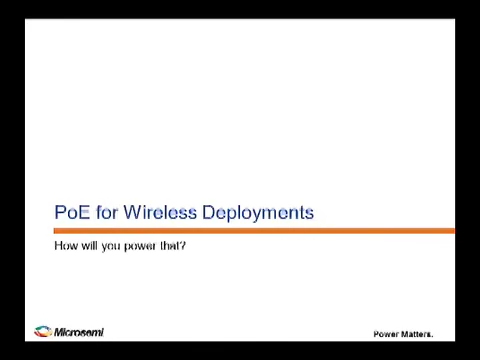 PoE for Wireless Deployments
How will you power that?
Microsemi
Power Matters.